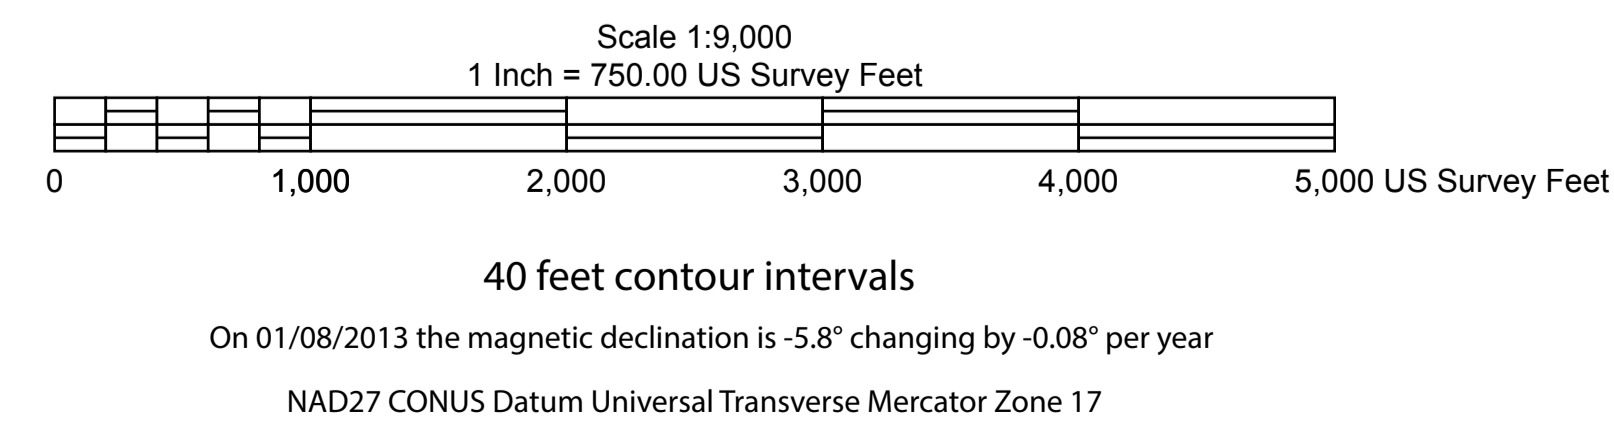 Scale 1:9,000
1 Inch = 750.00 US Survey Feet
0 1,000 2,000 3,000 4,000 5,000 US Survey Feet
40 feet contour intervals
On 01/08/2013 the magnetic declination is -5.8° changing by -0.08° per year
NAD27 CONUS Datum Universal Transverse Mercator Zone 17